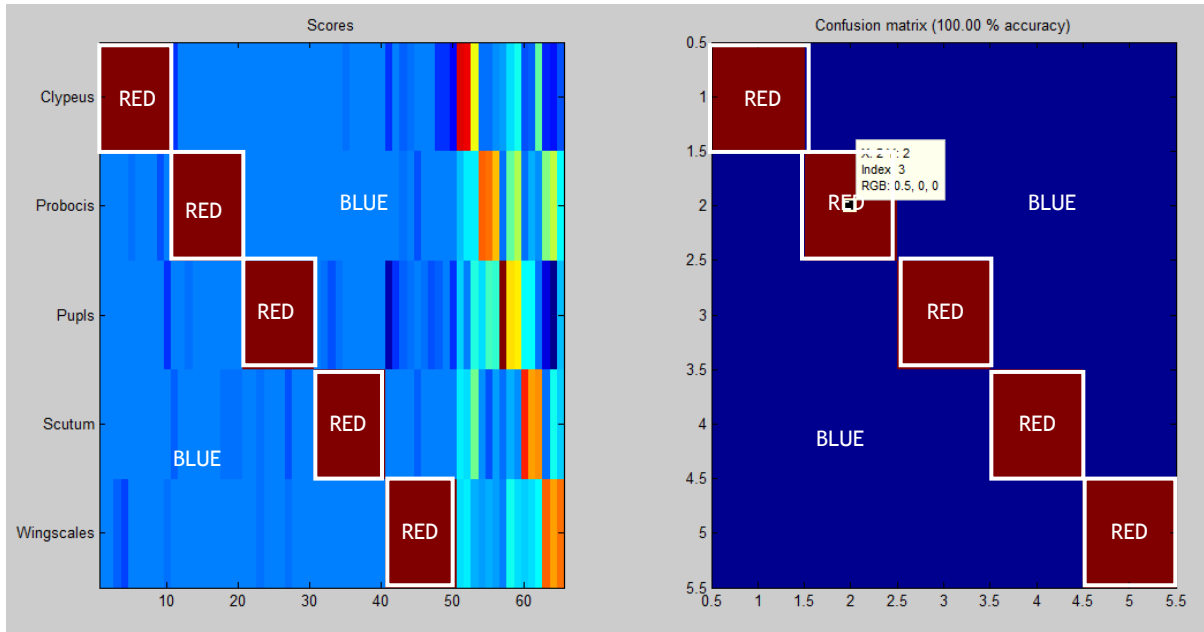 Scores
Clypeus
Probocis
Pupls
Scutum
Wingscales
RED
RED
RED
RED
RED
BLUE
BLUE
10 20 30 40 50 60
Confusion matrix (100.00 % accuracy)
0.5
1
1.5
2
2.5
3
3.5
4
4.5
5
5.5
RED
RED
RED
RED
RED
BLUE
BLUE
X: 2 Y: 2
Index 3
RGB: 0.5, 0, 0
0.5 1 1.5 2 2.5 3 3.5 4 4.5 5 5.5